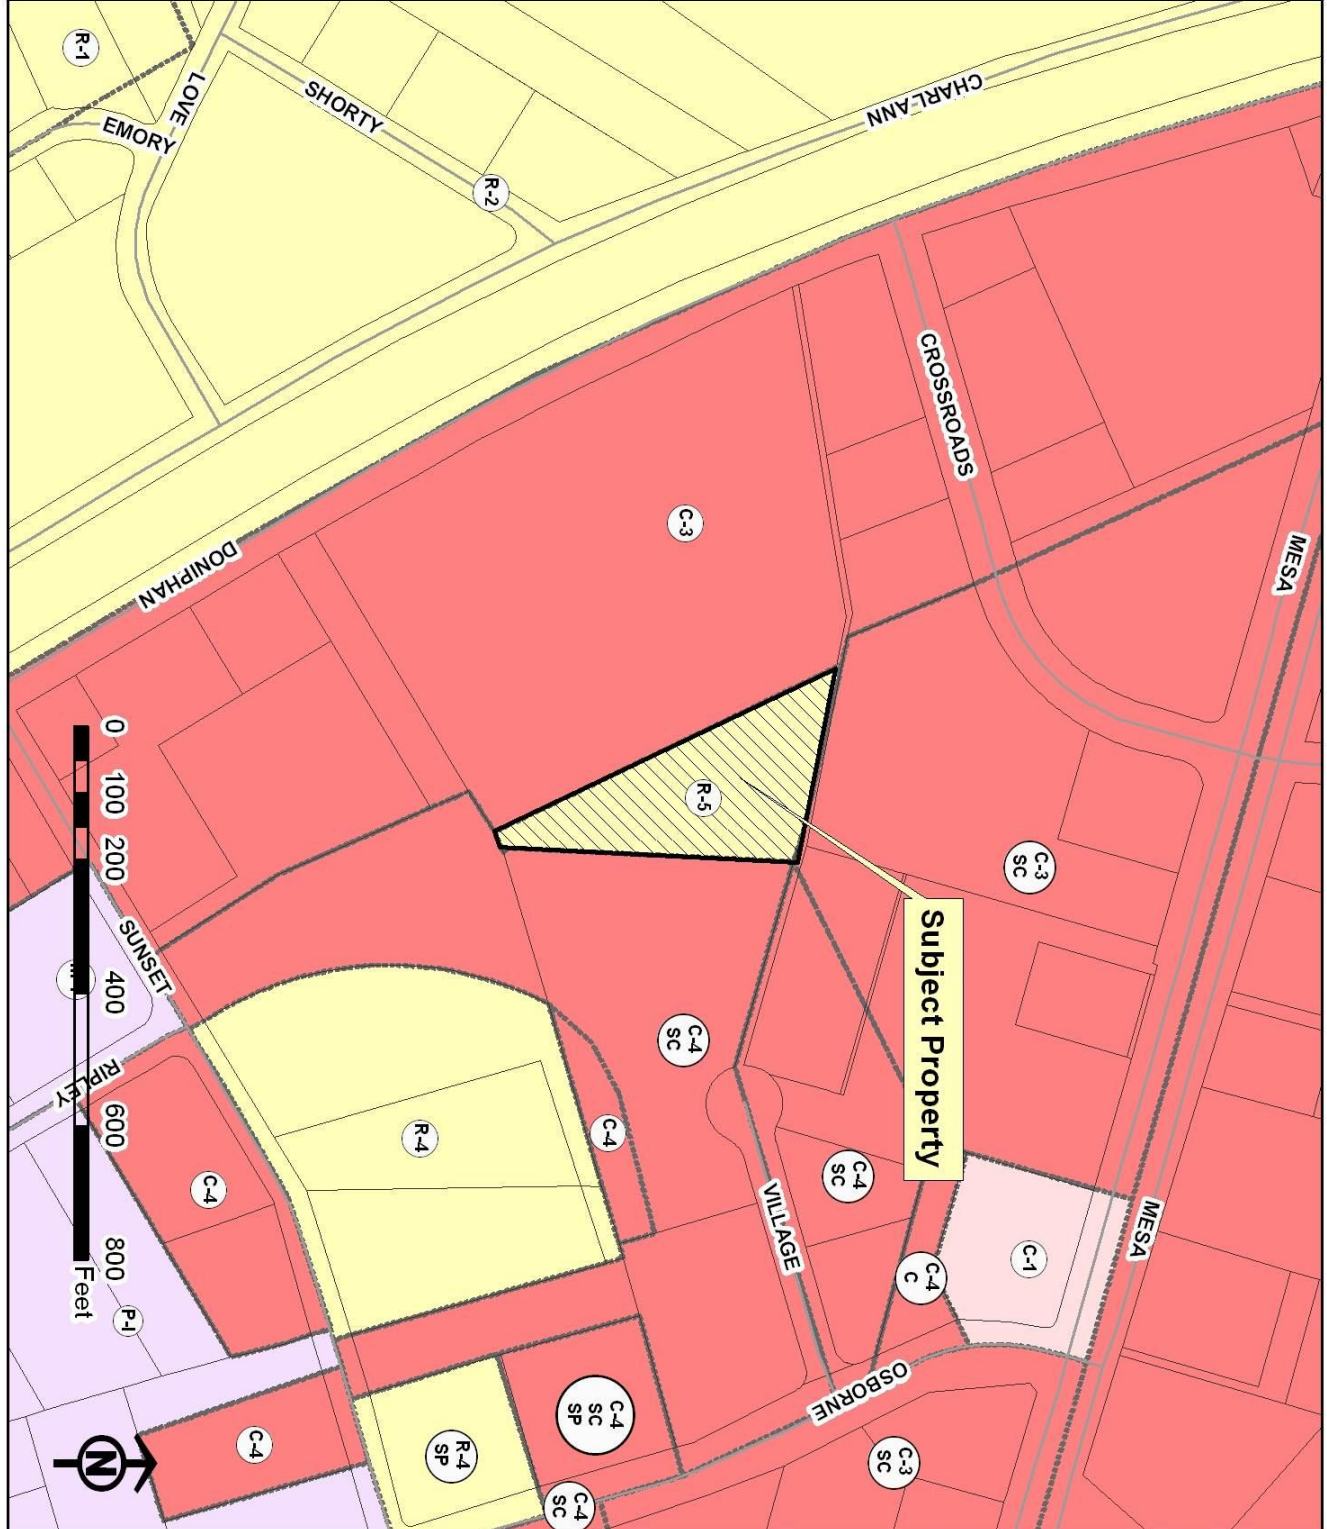 MESA
MESA
C-3
SC
C-1
CROSSROADS
CHARLANN
Subject Property
C-4
C
C-3
SC
OSBORNE
C-4
SC
VILLAGE
R-5
C-3
C-4
SC
C-4
C-4
SC
SP
C-4
SC
R-2
R-4
SP
R-4
SHORTY
C-4
C-4
DONIPHAN
LOVE
SUNSET
EMORY
P-I
0 100 200 400 600 800
Feet
RIPLEY
R-1
N